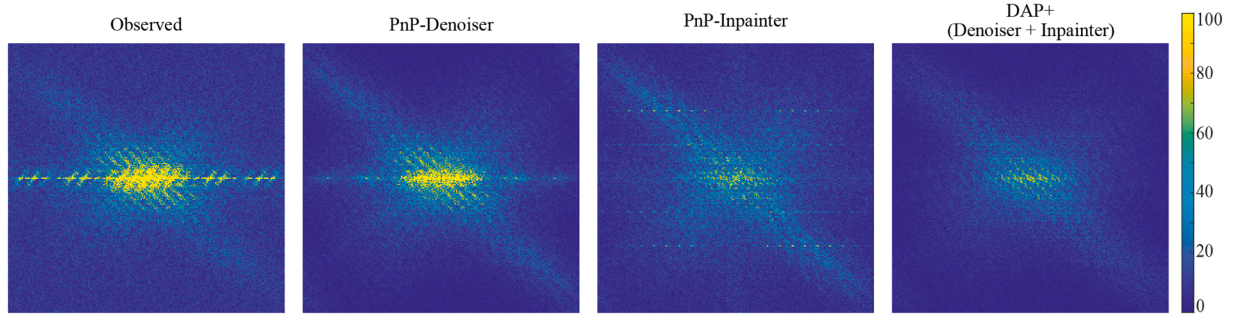 Observed
PnP-Denoiser
PnP-Inpainter
DAP+
(Denoiser + Inpainter)
100
80
60
40
20
0